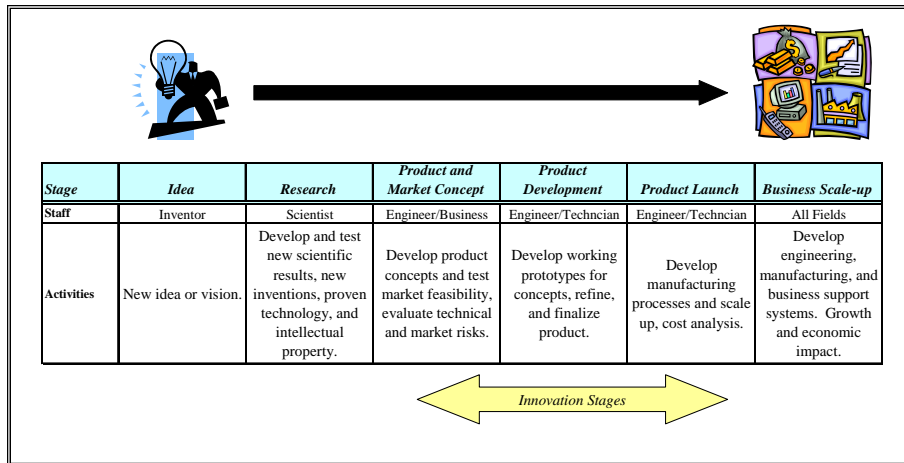 Stage
Idea
Research
Product and
Market Concept
Product
Development
Product Launch
Business Scale-up
Staff
Inventor
Scientist
Engineer/Business
Engineer/Techncian
Engineer/Techncian
All Fields
Activities
New idea or vision.
Develop and test
new scientific
results, new
inventions, proven
technology, and
intellectual
property.
Develop product
concepts and test
market feasibility,
evaluate technical
and market risks.
Develop working
prototypes for
concepts, refine,
and finalize
product.
Develop
manufacturing
processes and scale
up, cost analysis.
Develop
engineering,
manufacturing, and
business support
systems.  Growth
and economic
impact.
Innovation Stages